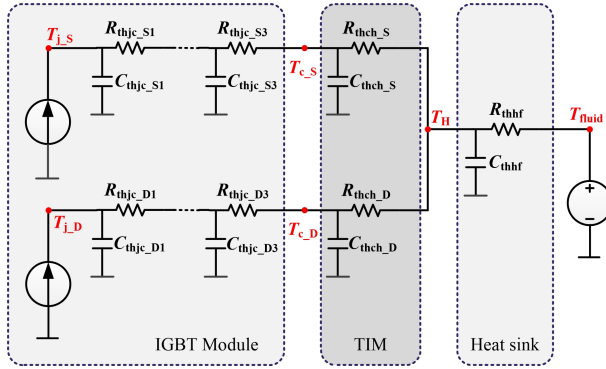 R_thjc_S1 R_thjc_S3 R_thch_S
T_j_S
T_c_S
C_thjc_S1 C_thjc_S3 C_thch_S
T_H R_thhf T_fluid
C_thhf
R_thjc_D1 R_thjc_D3 R_thch_D
T_j_D
T_c_D
C_thjc_D1 C_thjc_D3 C_thch_D
IGBT Module TIM Heat sink